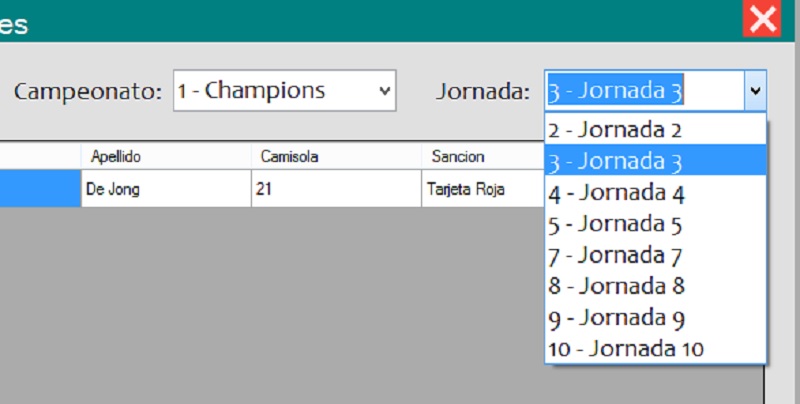 es
Campeonato: 1 - Champions Jornada: 3 - Jornada 3
2 - Jornada 2
3 - Jornada 3
4 - Jornada 4
5 - Jornada 5
7 - Jornada 7
8 - Jornada 8
9 - Jornada 9
10 - Jornada 10
Apellido Camisola Sancion
De Jong 21 Tarjeta Roja